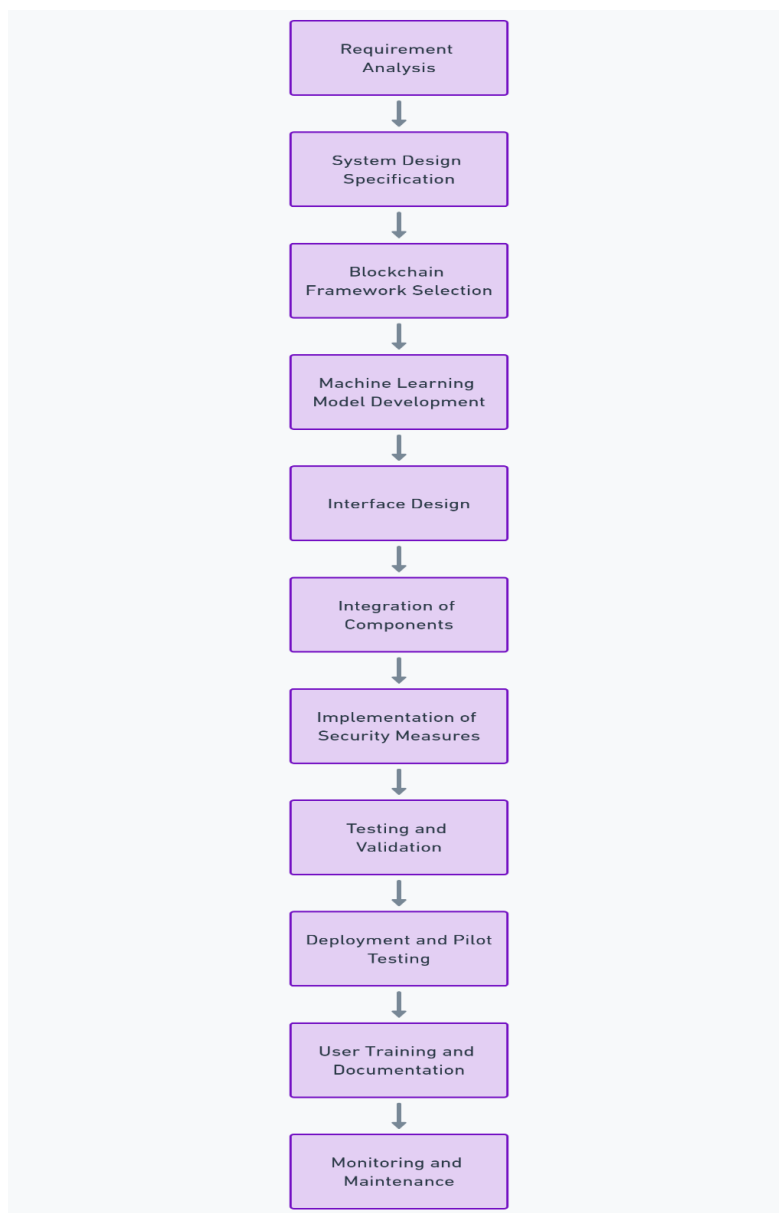 Requirement
Analysis
System Design
Specification
Blockchain
Framework Selection
Machine Learning
Model Development
Interface Design
Integration of
Components
Implementation of
Security Measures
Testing and
Validation
Deployment and Pilot
Testing
User Training and
Documentation
Monitoring and
Maintenance